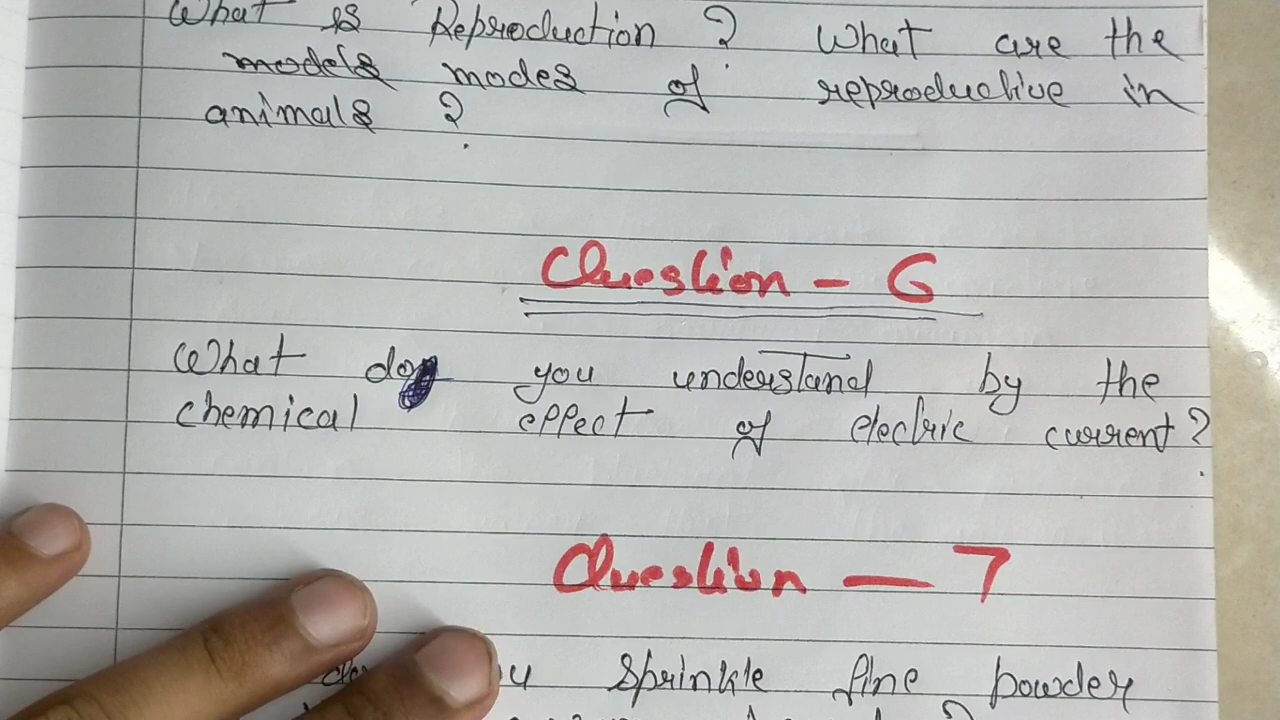 What is Reproduction ? What are the
models modes of reproductive in
animals ?
Question - 6
What do you understand by the
chemical effect of electric current ?
Question - 7
sprinkle fine powder